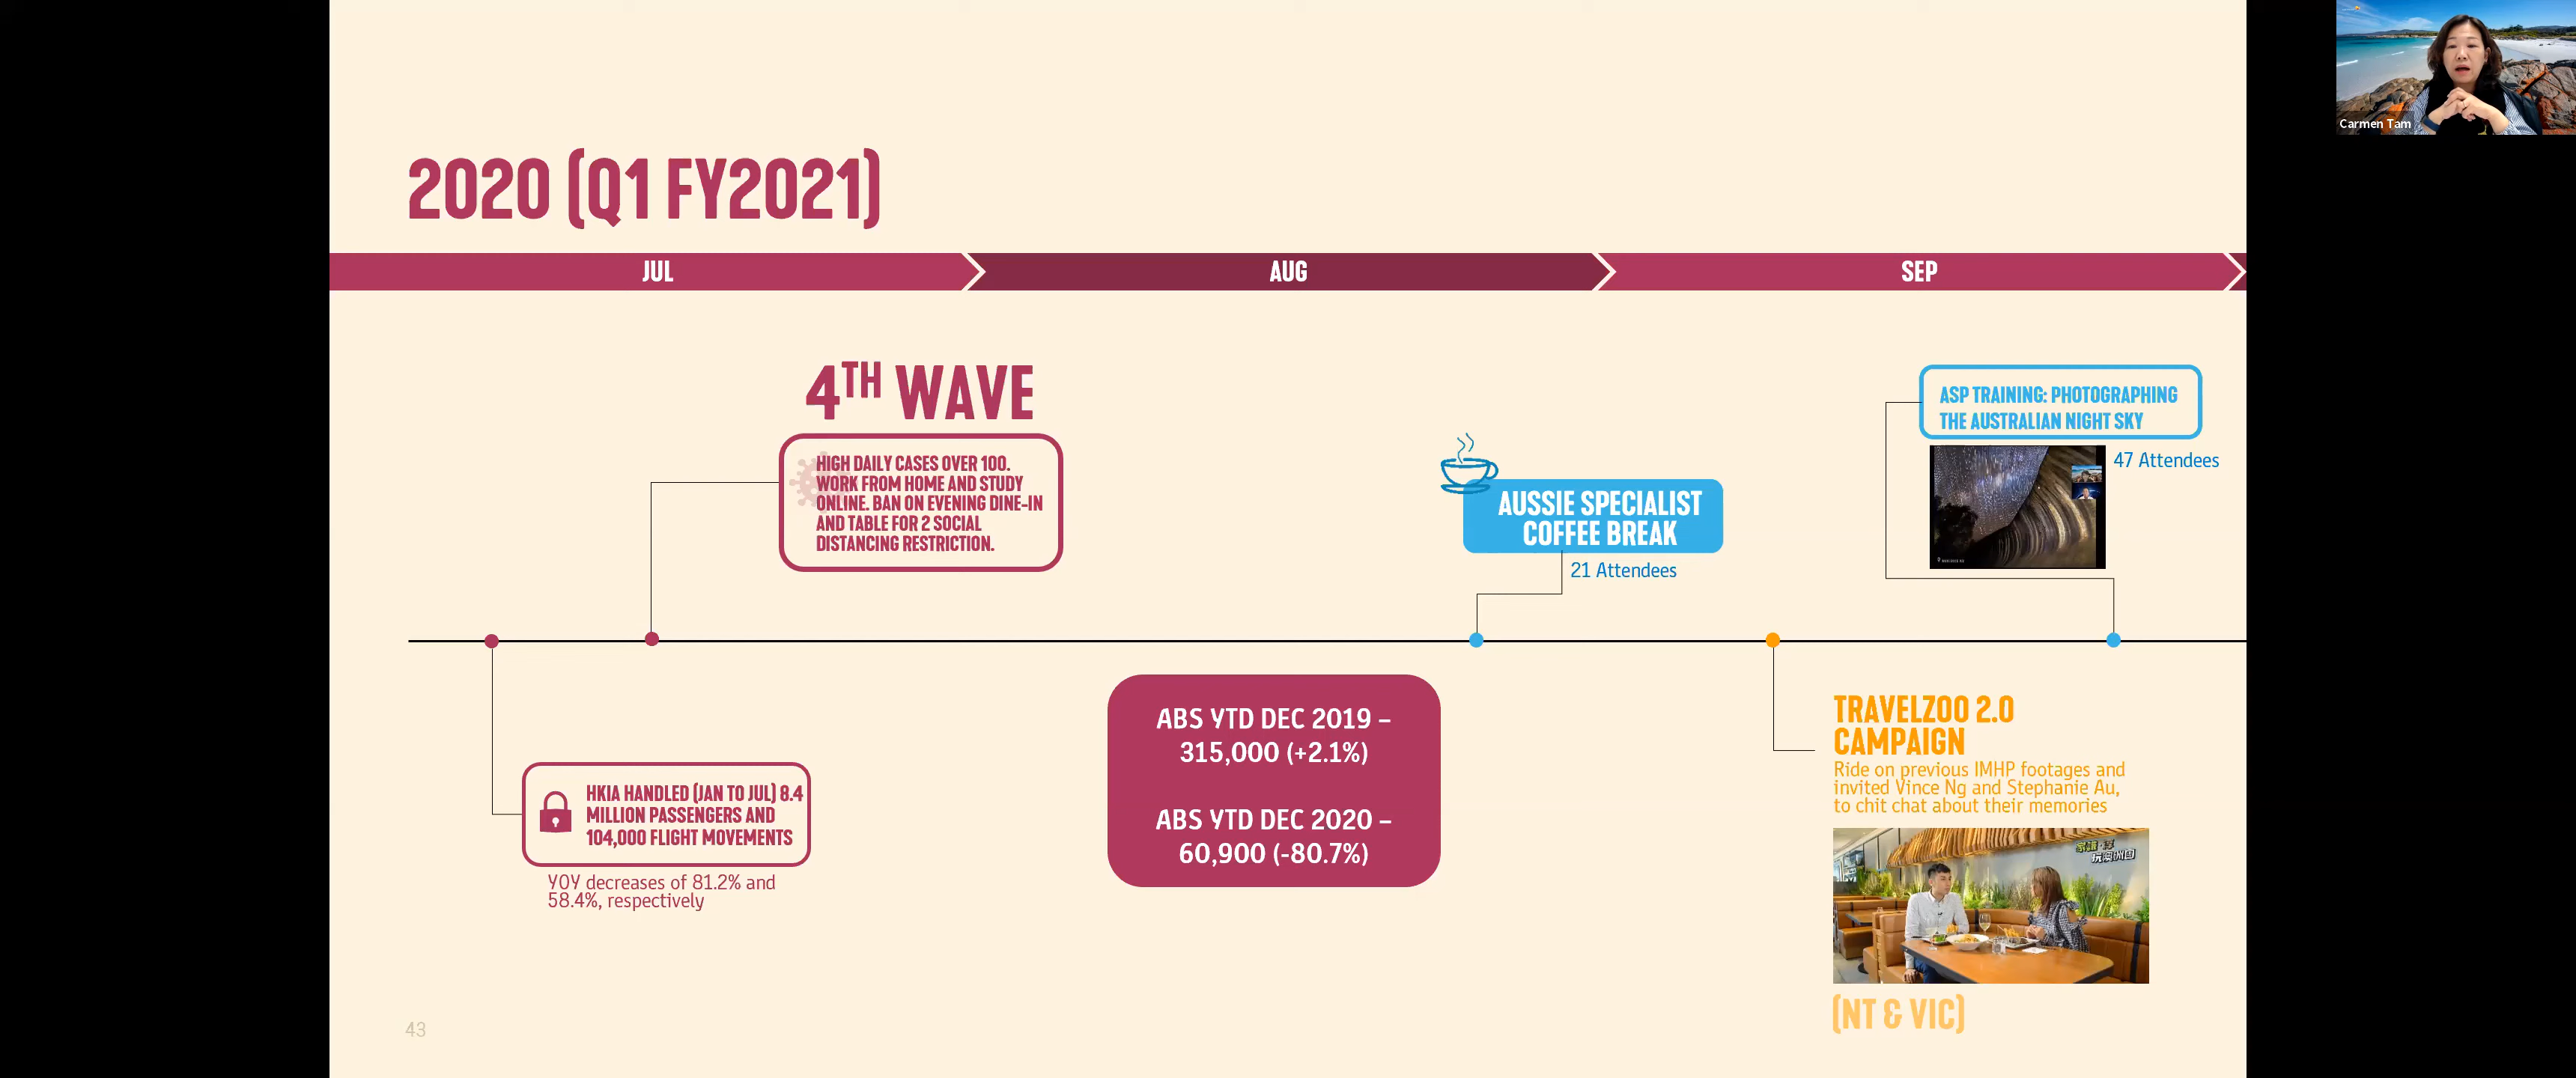 Carmen Tam
2020 (Q1 FY2021)
JUL
AUG
SEP
4TH WAVE
HIGH DAILY CASES OVER 100.
WORK FROM HOME AND STUDY
ONLINE. BAN ON EVENING DINE-IN
AND TABLE FOR 2 SOCIAL
DISTANCING RESTRICTION.
AUSSIE SPECIALIST
COFFEE BREAK
21 Attendees
ASP TRAINING: PHOTOGRAPHING
THE AUSTRALIAN NIGHT SKY
47 Attendees
HKIA HANDLED (JAN TO JUL) 8.4
MILLION PASSENGERS AND
104,000 FLIGHT MOVEMENTS
YOY decreases of 81.2% and
58.4%, respectively
ABS YTD DEC 2019 –
315,000 (+2.1%)
ABS YTD DEC 2020 –
60,900 (-80.7%)
TRAVELZOO 2.0
CAMPAIGN
Ride on previous IMHP footages and
invited Vince Ng and Stephanie Au,
to chit chat about their memories
(NT & VIC)
43